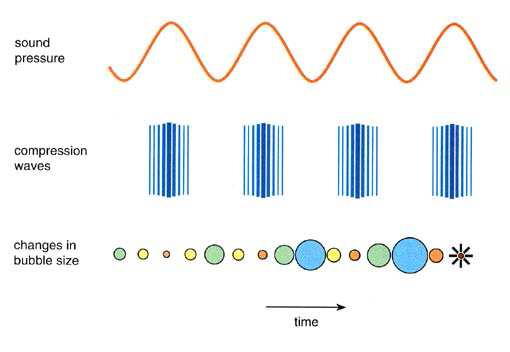 sound
pressure
compression
waves
changes in
bubble size
time